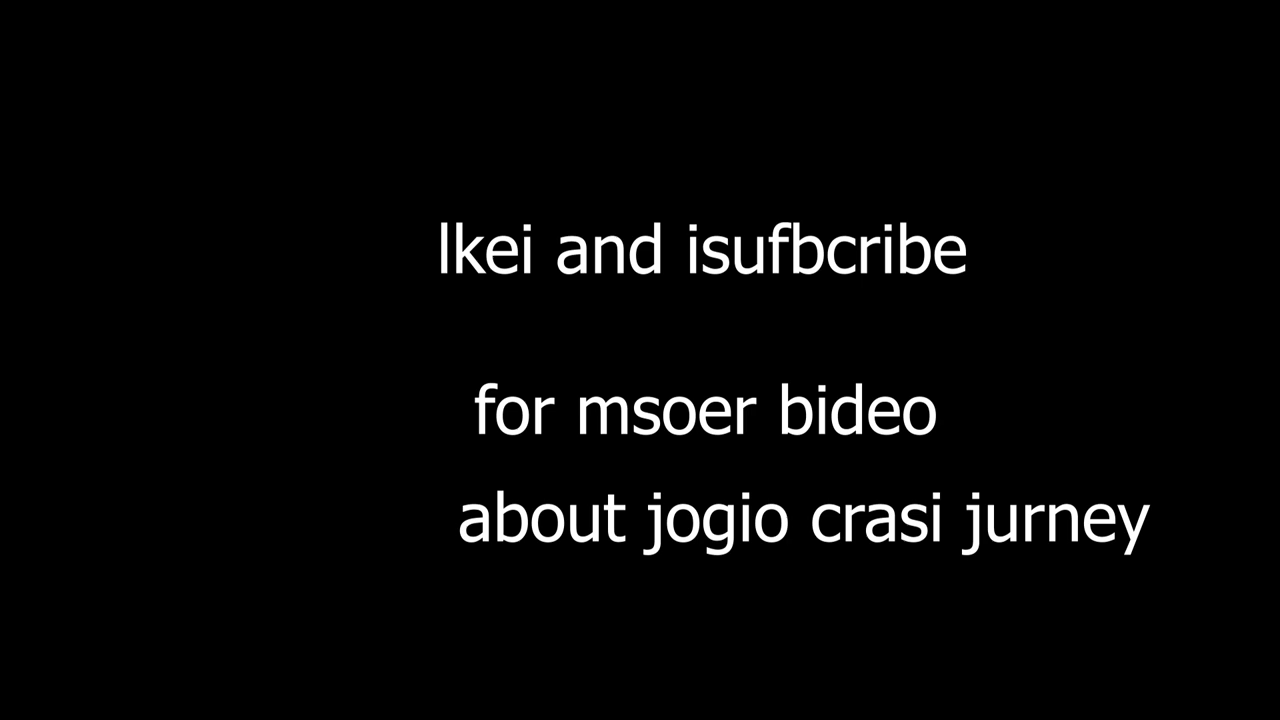 lkei and isufbcribe
for msoer bideo
about jogio crasi jurney